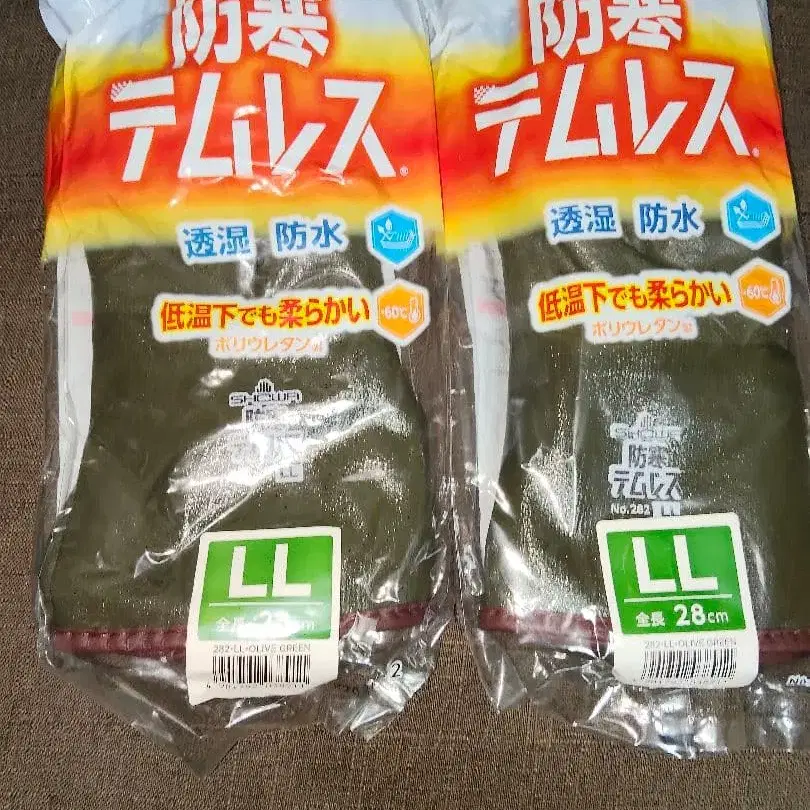 防寒
テムレス®
透湿 防水
低温下でも柔らかい
-60℃
ポリウレタン製
SHOWA
LL
全長
282-LL-OLIVE GREEN
防寒
テムレス®
透湿 防水
低温下でも柔らかい
-60℃
ポリウレタン製
SHOWA
防寒
テムレス
No.282
LL
全長 28cm
282-LL-OLIVE GREEN